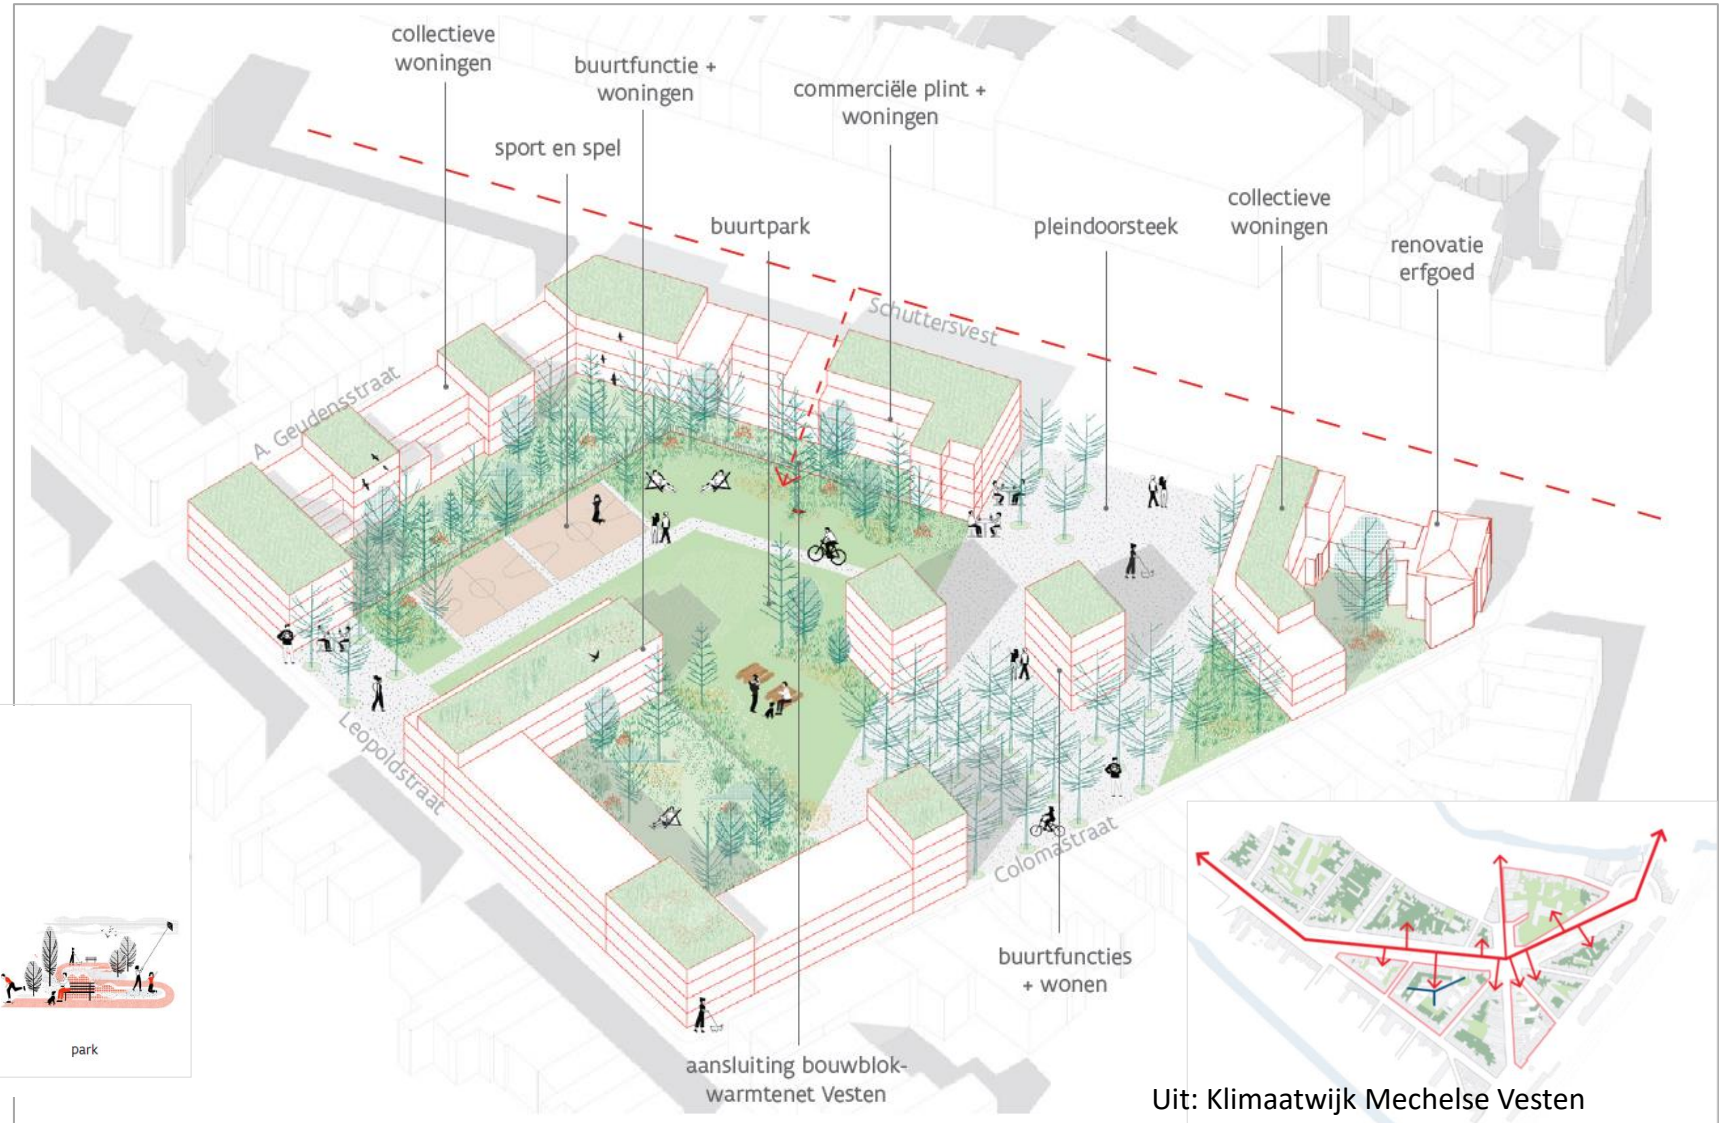 collectieve
woningen
buurtfunctie +
woningen
commerciële plint +
woningen
sport en spel
collectieve
woningen
buurtpark
pleindoorsteek
renovatie
erfgoed
Schuttersvest
A. Geudensstraat
Leopoldstraat
Colomastraat
buurtfuncties
+ wonen
park
aansluiting bouwblok-
warmtenet Vesten
Uit: Klimaatwijk Mechelse Vesten